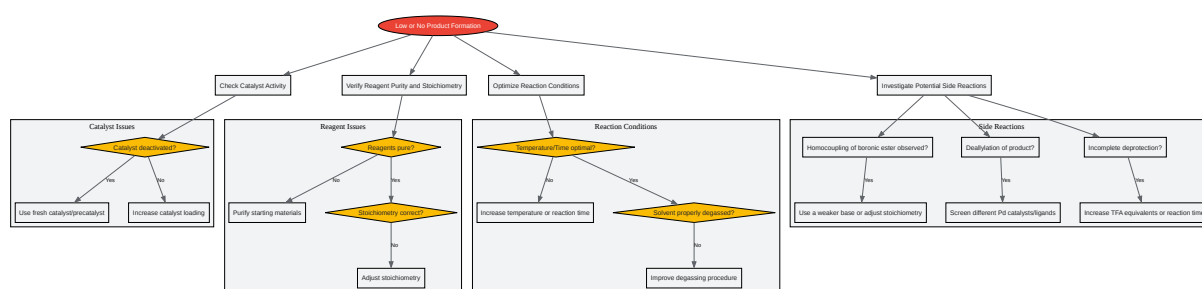 Low or No Product Formation
Check Catalyst Activity
Verify Reagent Purity and Stoichiometry
Optimize Reaction Conditions
Investigate Potential Side Reactions
Catalyst Issues
Reagent Issues
Reaction Conditions
Side Reactions
Catalyst deactivated?
Reagents pure?
Temperature/Time optimal?
Homocoupling of boronic ester observed?
Deallylation of product?
Incomplete deprotection?
Yes
No
No
Yes
No
Yes
Yes
Yes
Yes
Use fresh catalyst/precatalyst
Increase catalyst loading
Purify starting materials
Stoichiometry correct?
Increase temperature or reaction time
Solvent properly degassed?
Use a weaker base or adjust stoichiometry
Screen different Pd catalysts/ligands
Increase TFA equivalents or reaction time
No
No
Adjust stoichiometry
Improve degassing procedure